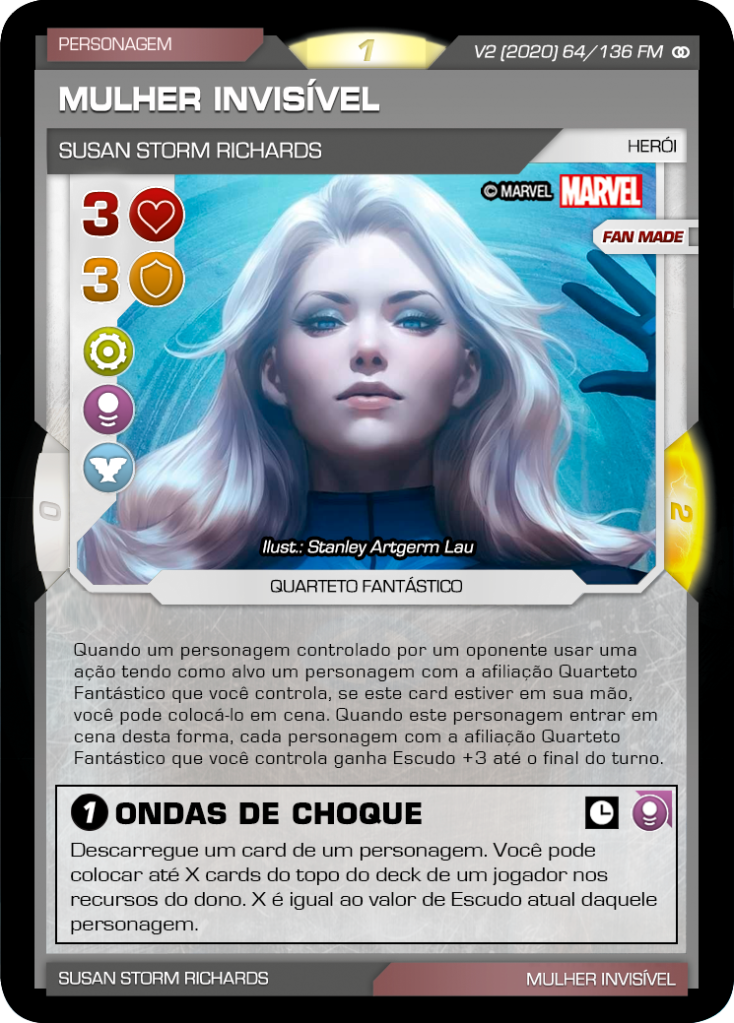 PERSONAGEM
1
V2 (2020) 64/136 FM
MULHER INVISÍVEL
SUSAN STORM RICHARDS
HERÓI
© MARVEL MARVEL
3
FAN MADE
3
0
2
Ilust.: Stanley Artgerm Lau
QUARTETO FANTÁSTICO
Quando um personagem controlado por um oponente usar uma
ação tendo como alvo um personagem com a afiliação Quarteto
Fantástico que você controla, se este card estiver em sua mão,
você pode colocá-lo em cena. Quando este personagem entrar em
cena desta forma, cada personagem com a afiliação Quarteto
Fantástico que você controla ganha Escudo +3 até o final do turno.
1 ONDAS DE CHOQUE
Descarregue um card de um personagem. Você pode
colocar até X cards do topo do deck de um jogador nos
recursos do dono. X é igual ao valor de Escudo atual daquele
personagem.
SUSAN STORM RICHARDS
MULHER INVISÍVEL